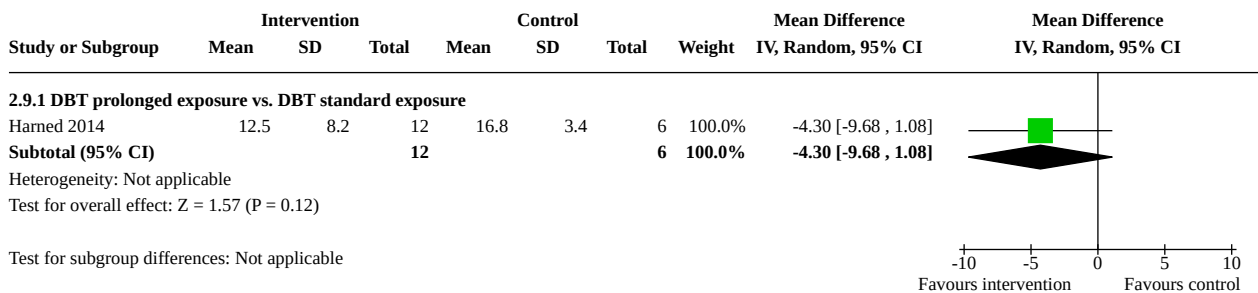 Intervention Control Mean Difference Mean Difference
Study or Subgroup Mean SD Total Mean SD Total Weight IV, Random, 95% CI IV, Random, 95% CI
2.9.1 DBT prolonged exposure vs. DBT standard exposure
Harned 2014 12.5 8.2 12 16.8 3.4 6 100.0% -4.30 [-9.68 , 1.08]
Subtotal (95% CI) 12 6 100.0% -4.30 [-9.68 , 1.08]
Heterogeneity: Not applicable
Test for overall effect: Z = 1.57 (P = 0.12)
Test for subgroup differences: Not applicable
-10 -5 0 5 10
Favours intervention Favours control